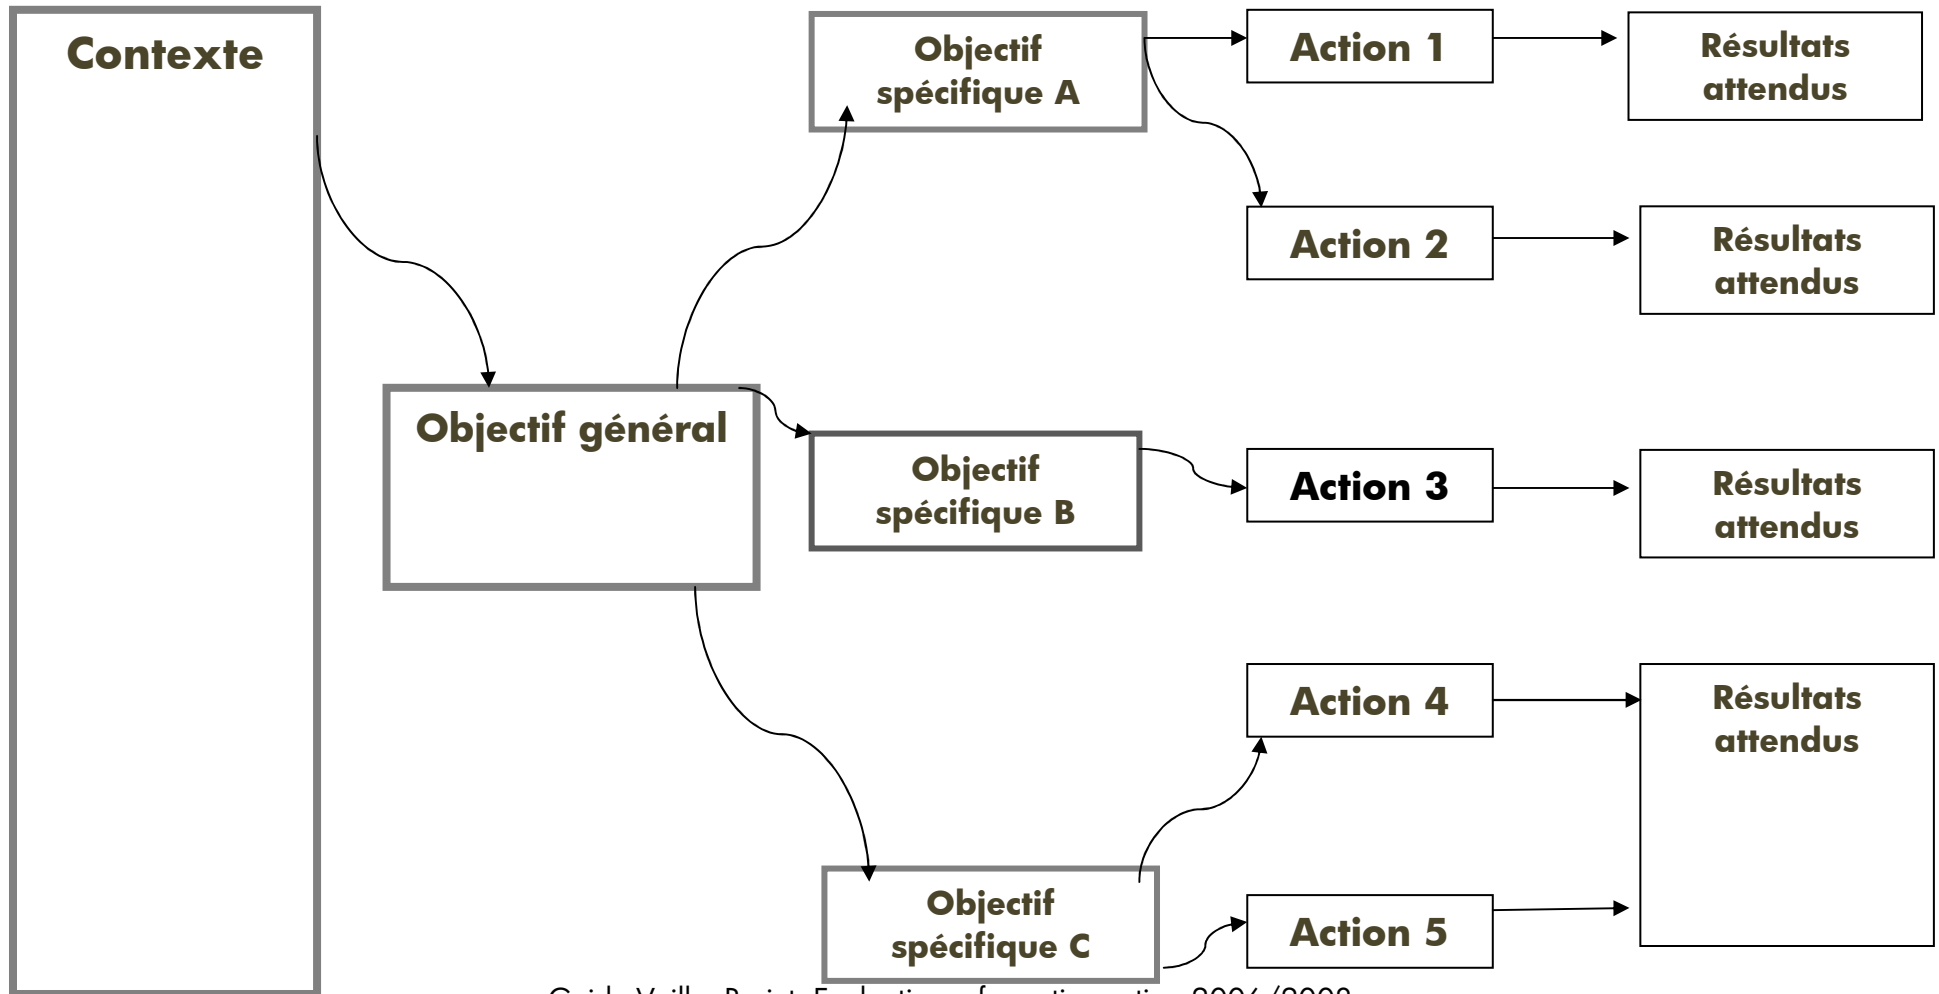 Contexte
Objectif général
Objectif
spécifique A
Action 1
Résultats
attendus
Action 2
Résultats
attendus
Objectif
spécifique B
Action 3
Résultats
attendus
Objectif
spécifique C
Action 4
Action 5
Résultats
attendus